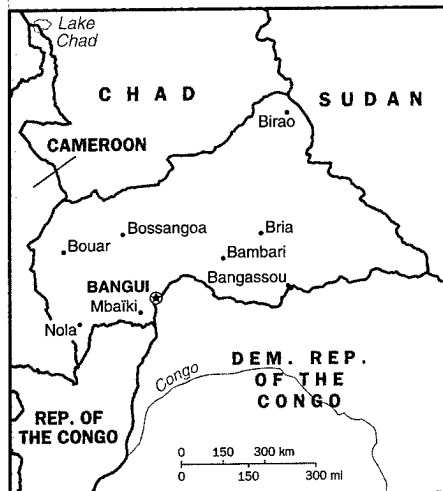 Lake
Chad
CHAD
SUDAN
Birao
CAMEROON
Bossangoa
Bria
Bouar
Bambari
BANGUI
Bangassou
Mbaïki
Nola
DEM. REP.
OF THE
CONGO
Congo
REP. OF
THE CONGO
0 150 300 km
0 150 300 mi